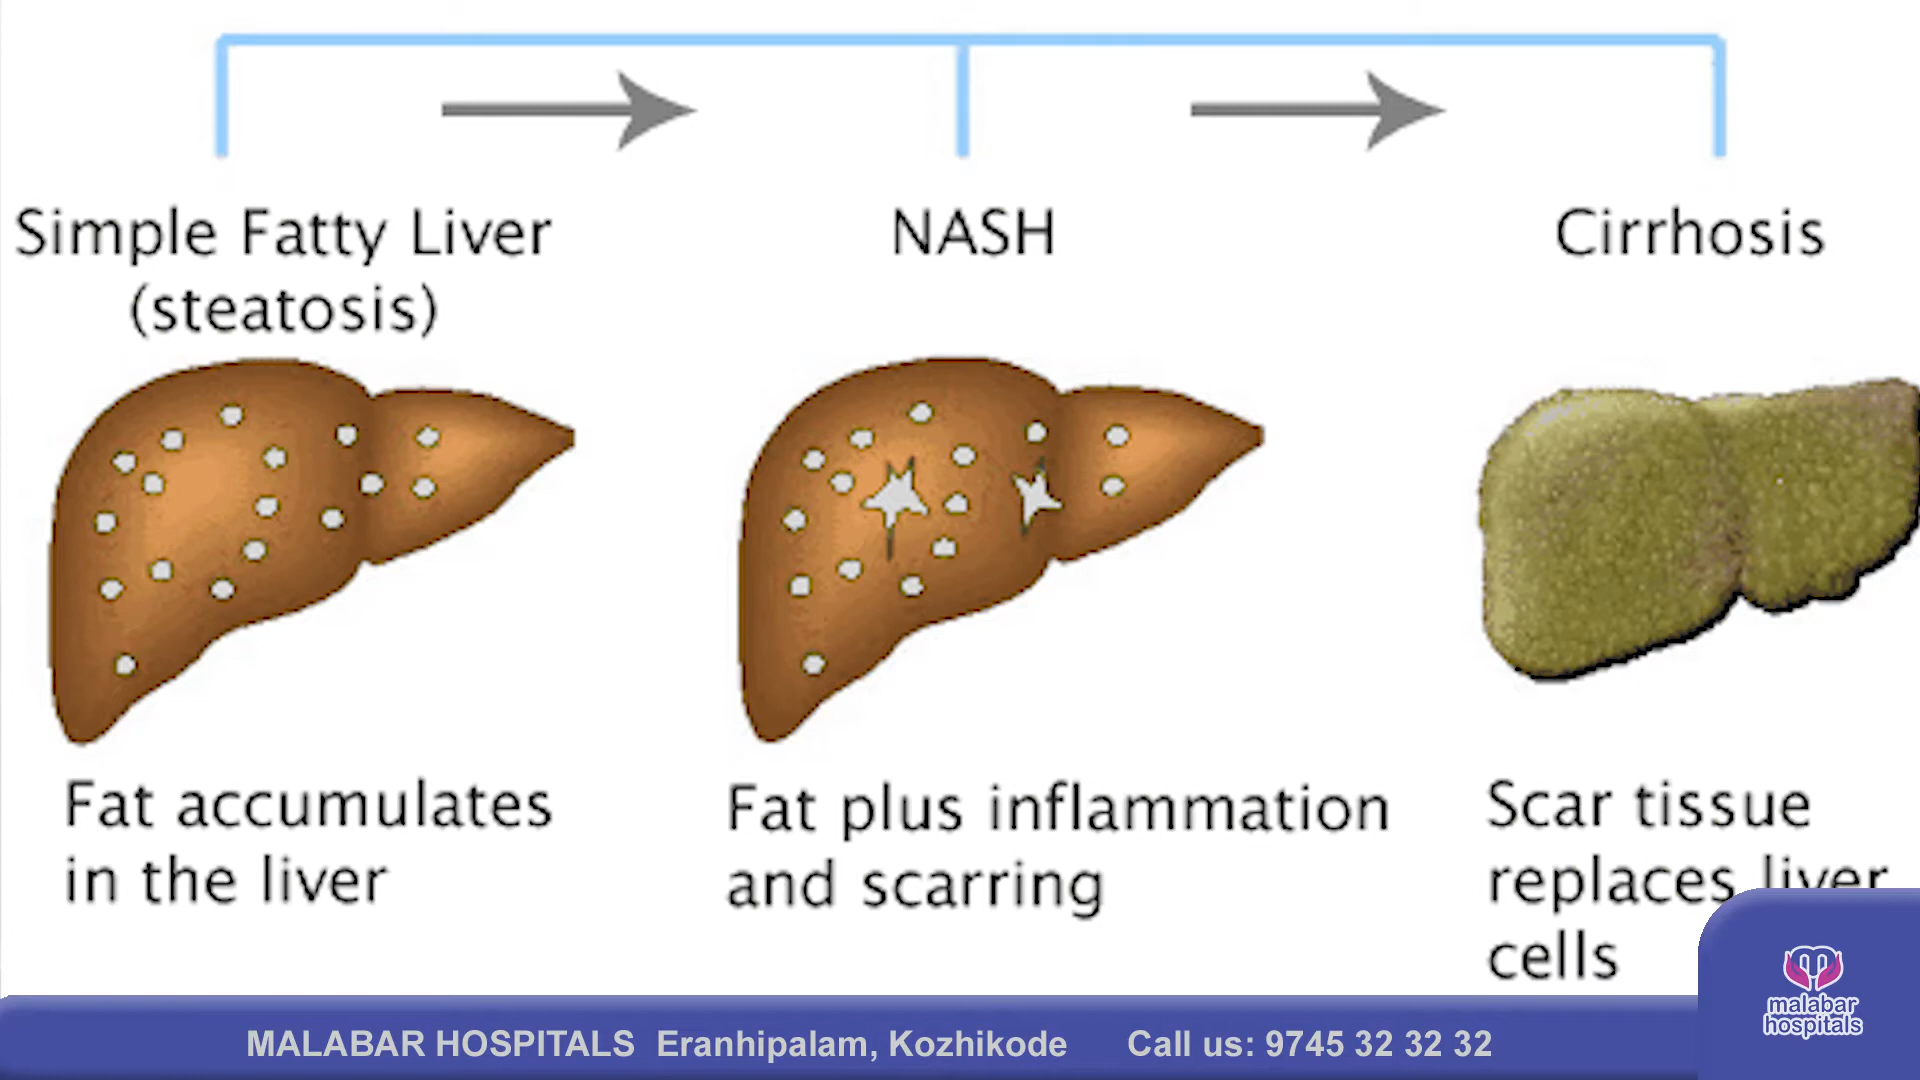 Simple Fatty Liver
(steatosis)
NASH
Cirrhosis
Fat accumulates
in the liver
Fat plus inflammation
and scarring
Scar tissue
replaces liver
cells
MALABAR HOSPITALS Eranhipalam, Kozhikode Call us: 9745 32 32 32
malabar
hospitals